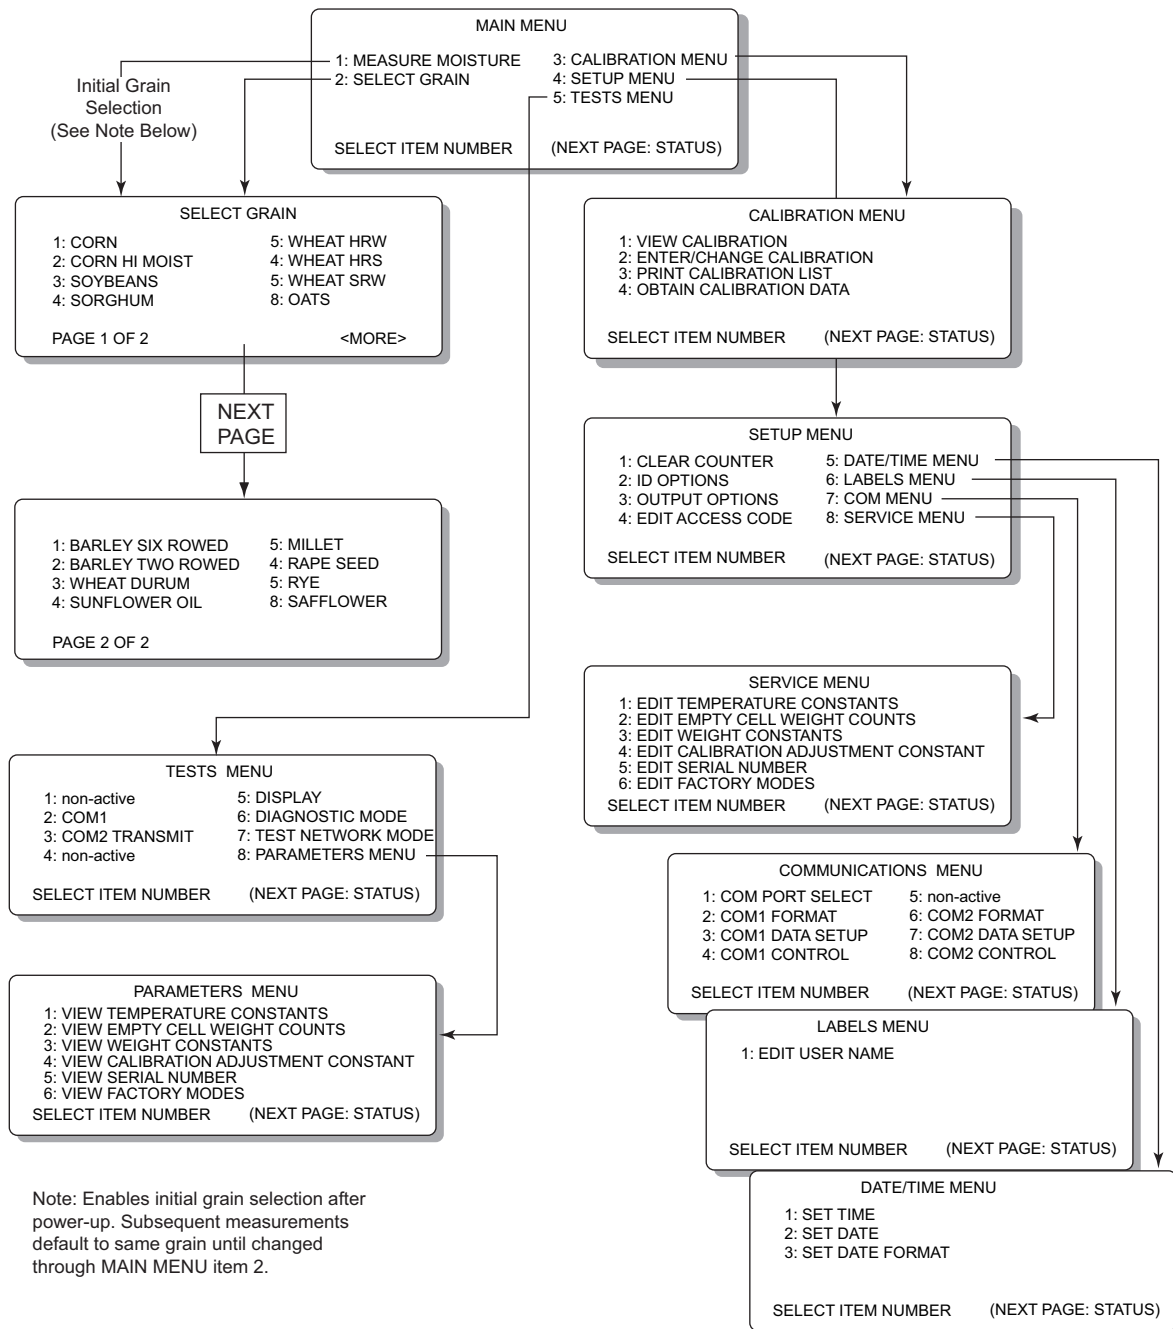 MAIN MENU
1: MEASURE MOISTURE
2: SELECT GRAIN
3: CALIBRATION MENU
4: SETUP MENU
5: TESTS MENU
SELECT ITEM NUMBER (NEXT PAGE: STATUS)
Initial Grain
Selection
(See Note Below)
SELECT GRAIN
1: CORN
2: CORN HI MOIST
3: SOYBEANS
4: SORGHUM
5: WHEAT HRW
4: WHEAT HRS
5: WHEAT SRW
8: OATS
PAGE 1 OF 2 <MORE>
NEXT
PAGE
1: BARLEY SIX ROWED
2: BARLEY TWO ROWED
3: WHEAT DURUM
4: SUNFLOWER OIL
5: MILLET
4: RAPE SEED
5: RYE
8: SAFFLOWER
PAGE 2 OF 2
TESTS MENU
1: non-active
2: COM1
3: COM2 TRANSMIT
4: non-active
5: DISPLAY
6: DIAGNOSTIC MODE
7: TEST NETWORK MODE
8: PARAMETERS MENU
SELECT ITEM NUMBER (NEXT PAGE: STATUS)
PARAMETERS MENU
1: VIEW TEMPERATURE CONSTANTS
2: VIEW EMPTY CELL WEIGHT COUNTS
3: VIEW WEIGHT CONSTANTS
4: VIEW CALIBRATION ADJUSTMENT CONSTANT
5: VIEW SERIAL NUMBER
6: VIEW FACTORY MODES
SELECT ITEM NUMBER (NEXT PAGE: STATUS)
Note: Enables initial grain selection after
power-up. Subsequent measurements
default to same grain until changed
through MAIN MENU item 2.
CALIBRATION MENU
1: VIEW CALIBRATION
2: ENTER/CHANGE CALIBRATION
3: PRINT CALIBRATION LIST
4: OBTAIN CALIBRATION DATA
SELECT ITEM NUMBER (NEXT PAGE: STATUS)
SETUP MENU
1: CLEAR COUNTER
2: ID OPTIONS
3: OUTPUT OPTIONS
4: EDIT ACCESS CODE
5: DATE/TIME MENU
6: LABELS MENU
7: COM MENU
8: SERVICE MENU
SELECT ITEM NUMBER (NEXT PAGE: STATUS)
SERVICE MENU
1: EDIT TEMPERATURE CONSTANTS
2: EDIT EMPTY CELL WEIGHT COUNTS
3: EDIT WEIGHT CONSTANTS
4: EDIT CALIBRATION ADJUSTMENT CONSTANT
5: EDIT SERIAL NUMBER
6: EDIT FACTORY MODES
SELECT ITEM NUMBER (NEXT PAGE: STATUS)
COMMUNICATIONS MENU
1: COM PORT SELECT
2: COM1 FORMAT
3: COM1 DATA SETUP
4: COM1 CONTROL
5: non-active
6: COM2 FORMAT
7: COM2 DATA SETUP
8: COM2 CONTROL
SELECT ITEM NUMBER (NEXT PAGE: STATUS)
LABELS MENU
1: EDIT USER NAME
SELECT ITEM NUMBER (NEXT PAGE: STATUS)
DATE/TIME MENU
1: SET TIME
2: SET DATE
3: SET DATE FORMAT
SELECT ITEM NUMBER (NEXT PAGE: STATUS)